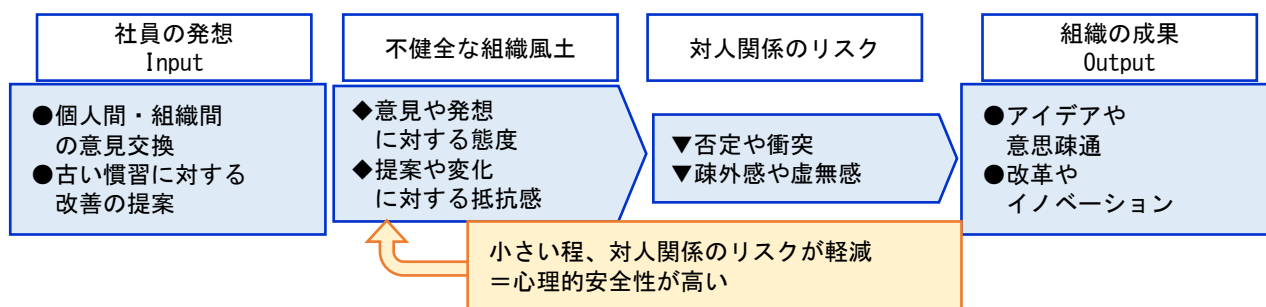 社員の発想
Input
●個人間・組織間
の意見交換
●古い慣習に対する
改善の提案
不健全な組織風土
◆意見や発想
に対する態度
◆提案や変化
に対する抵抗感
対人関係のリスク
▼否定や衝突
▼疎外感や虚無感
組織の成果
Output
●アイデアや
意思疎通
●改革や
イノベーション
小さい程、対人関係のリスクが軽減
＝心理的安全性が高い